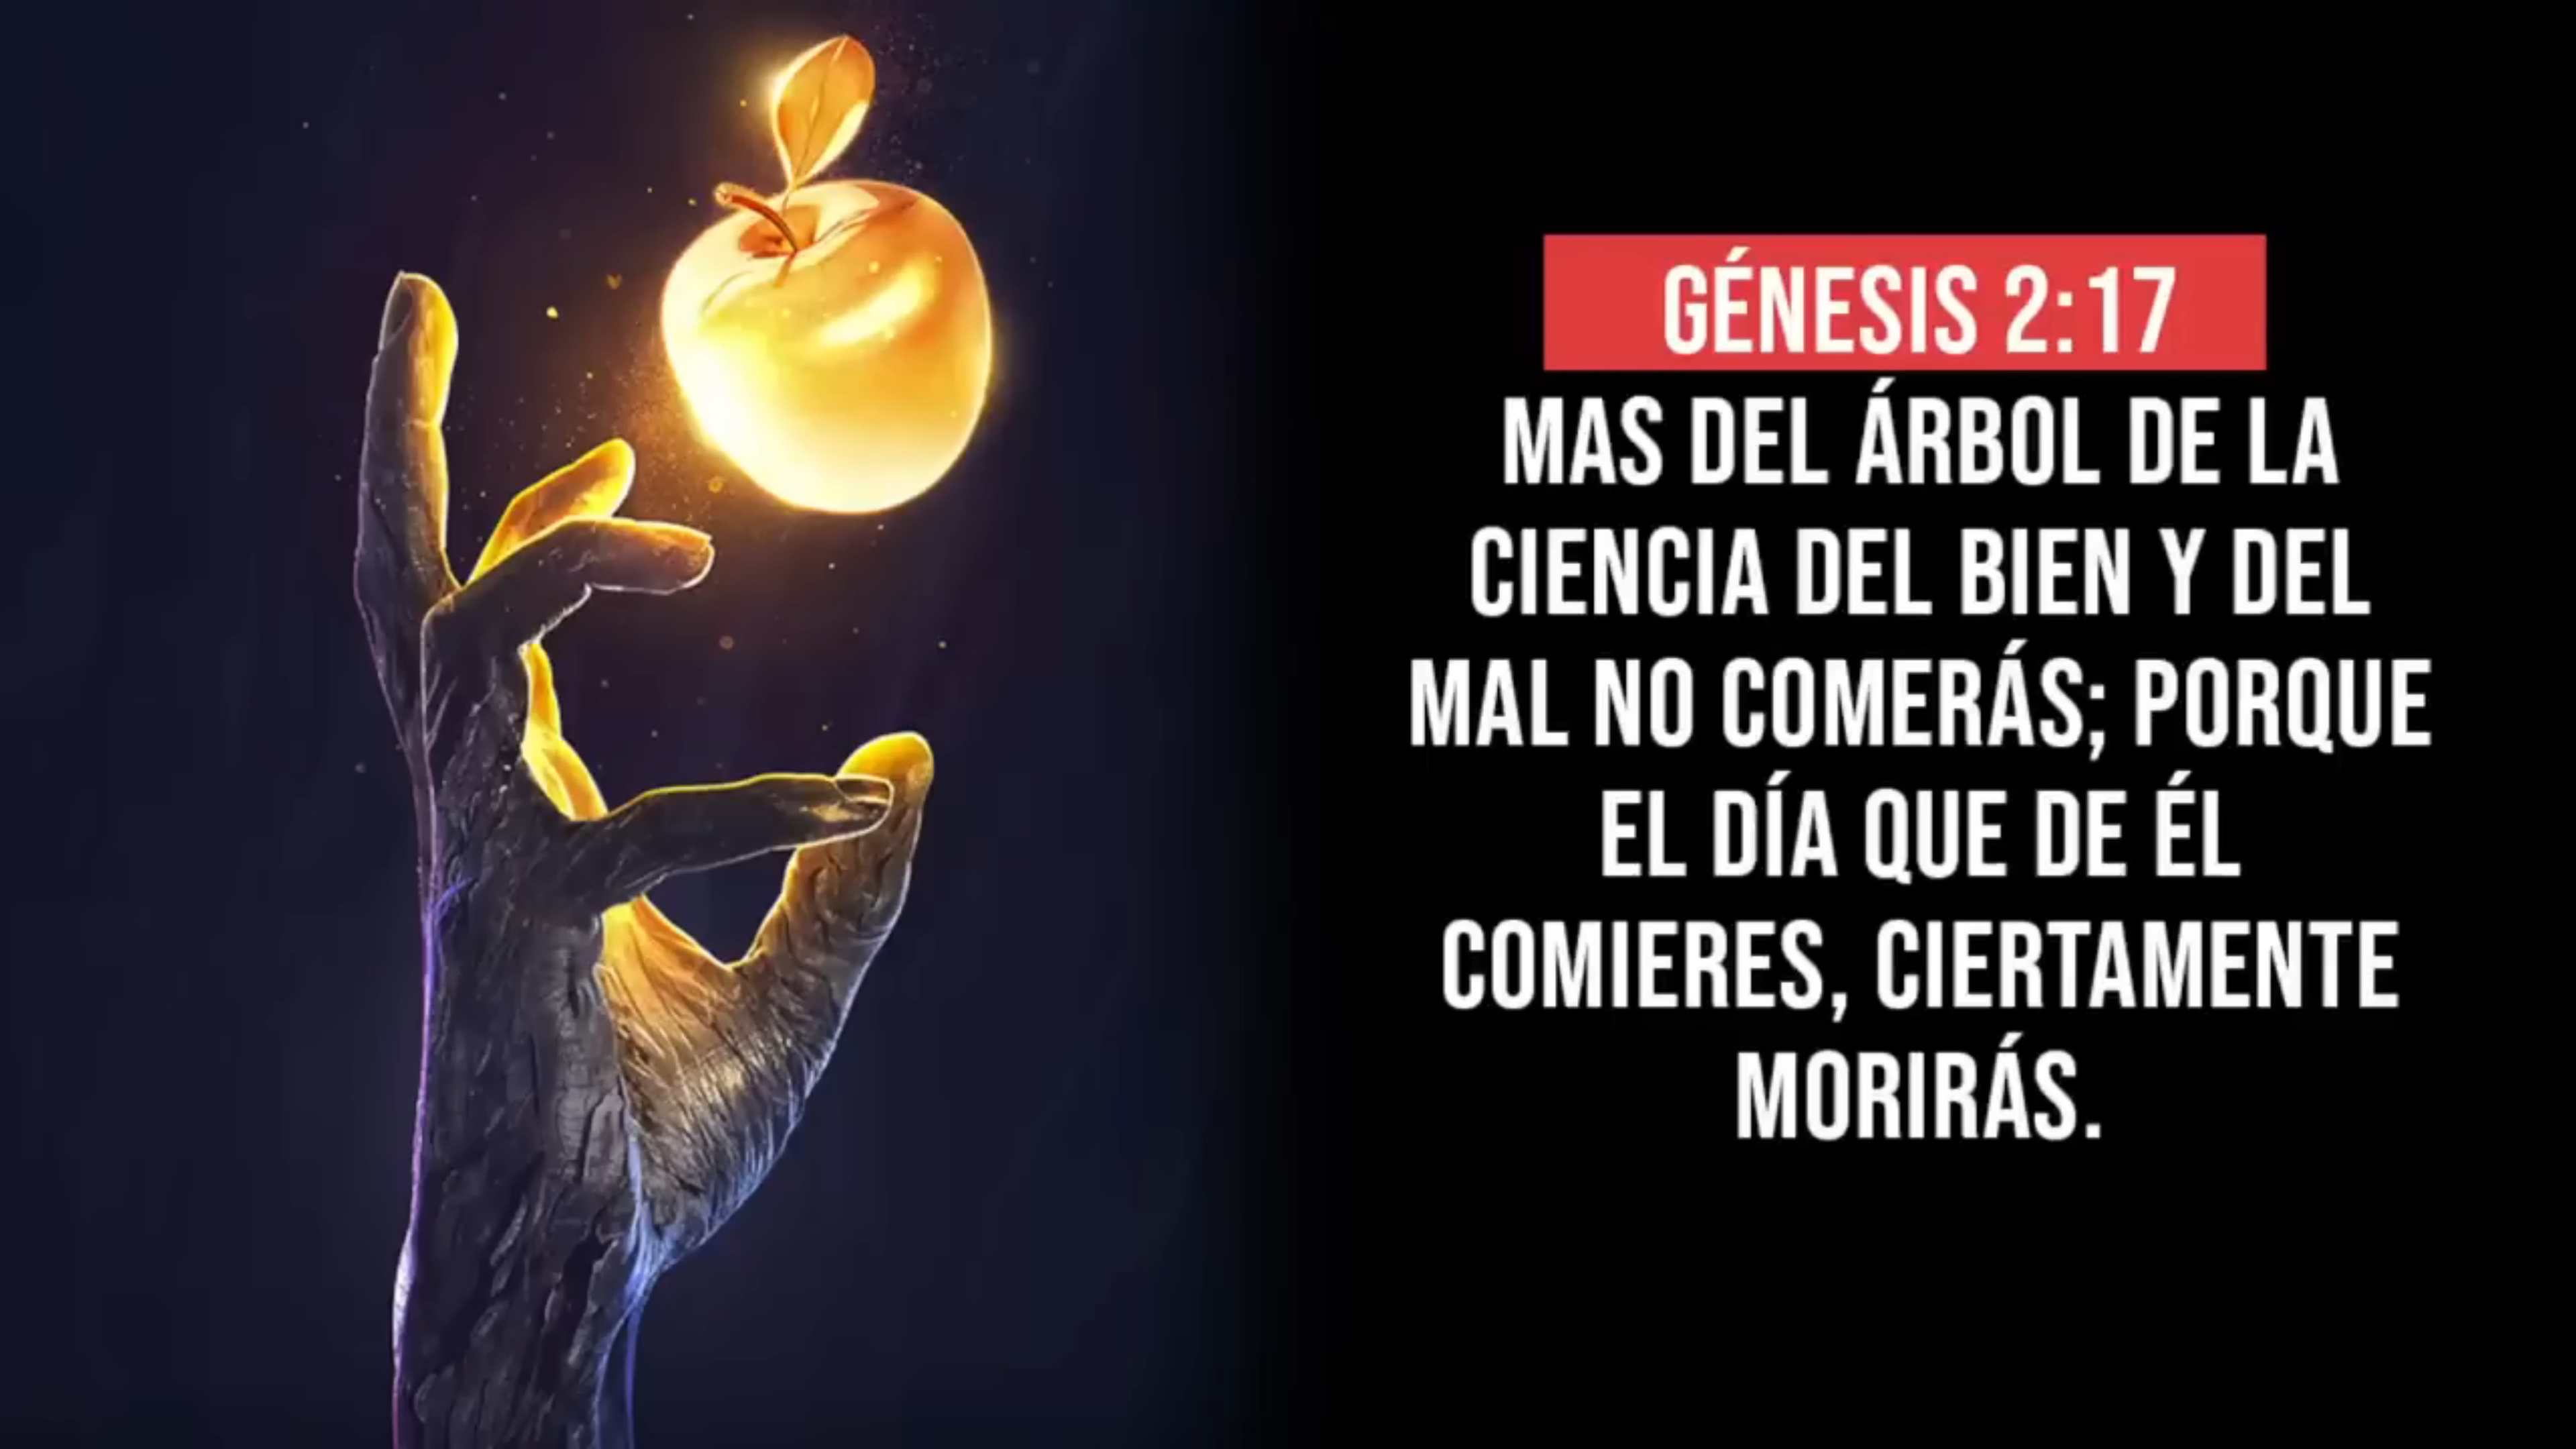 GÉNESIS 2:17
MAS DEL ÁRBOL DE LA
CIENCIA DEL BIEN Y DEL
MAL NO COMERÁS; PORQUE
EL DÍA QUE DE ÉL
COMIERES, CIERTAMENTE
MORIRÁS.